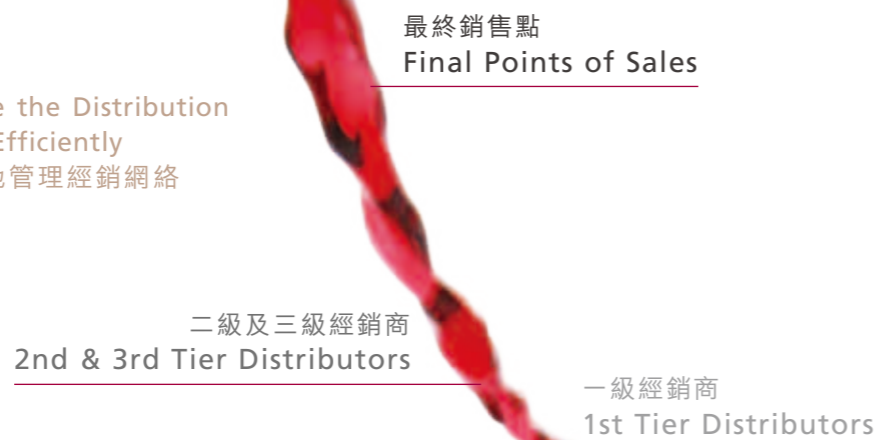 最終銷售點
Final Points of Sales
the Distribution
Efficiently
管理經銷網絡
二級及三級經銷商
2nd & 3rd Tier Distributors
一級經銷商
1st Tier Distributors